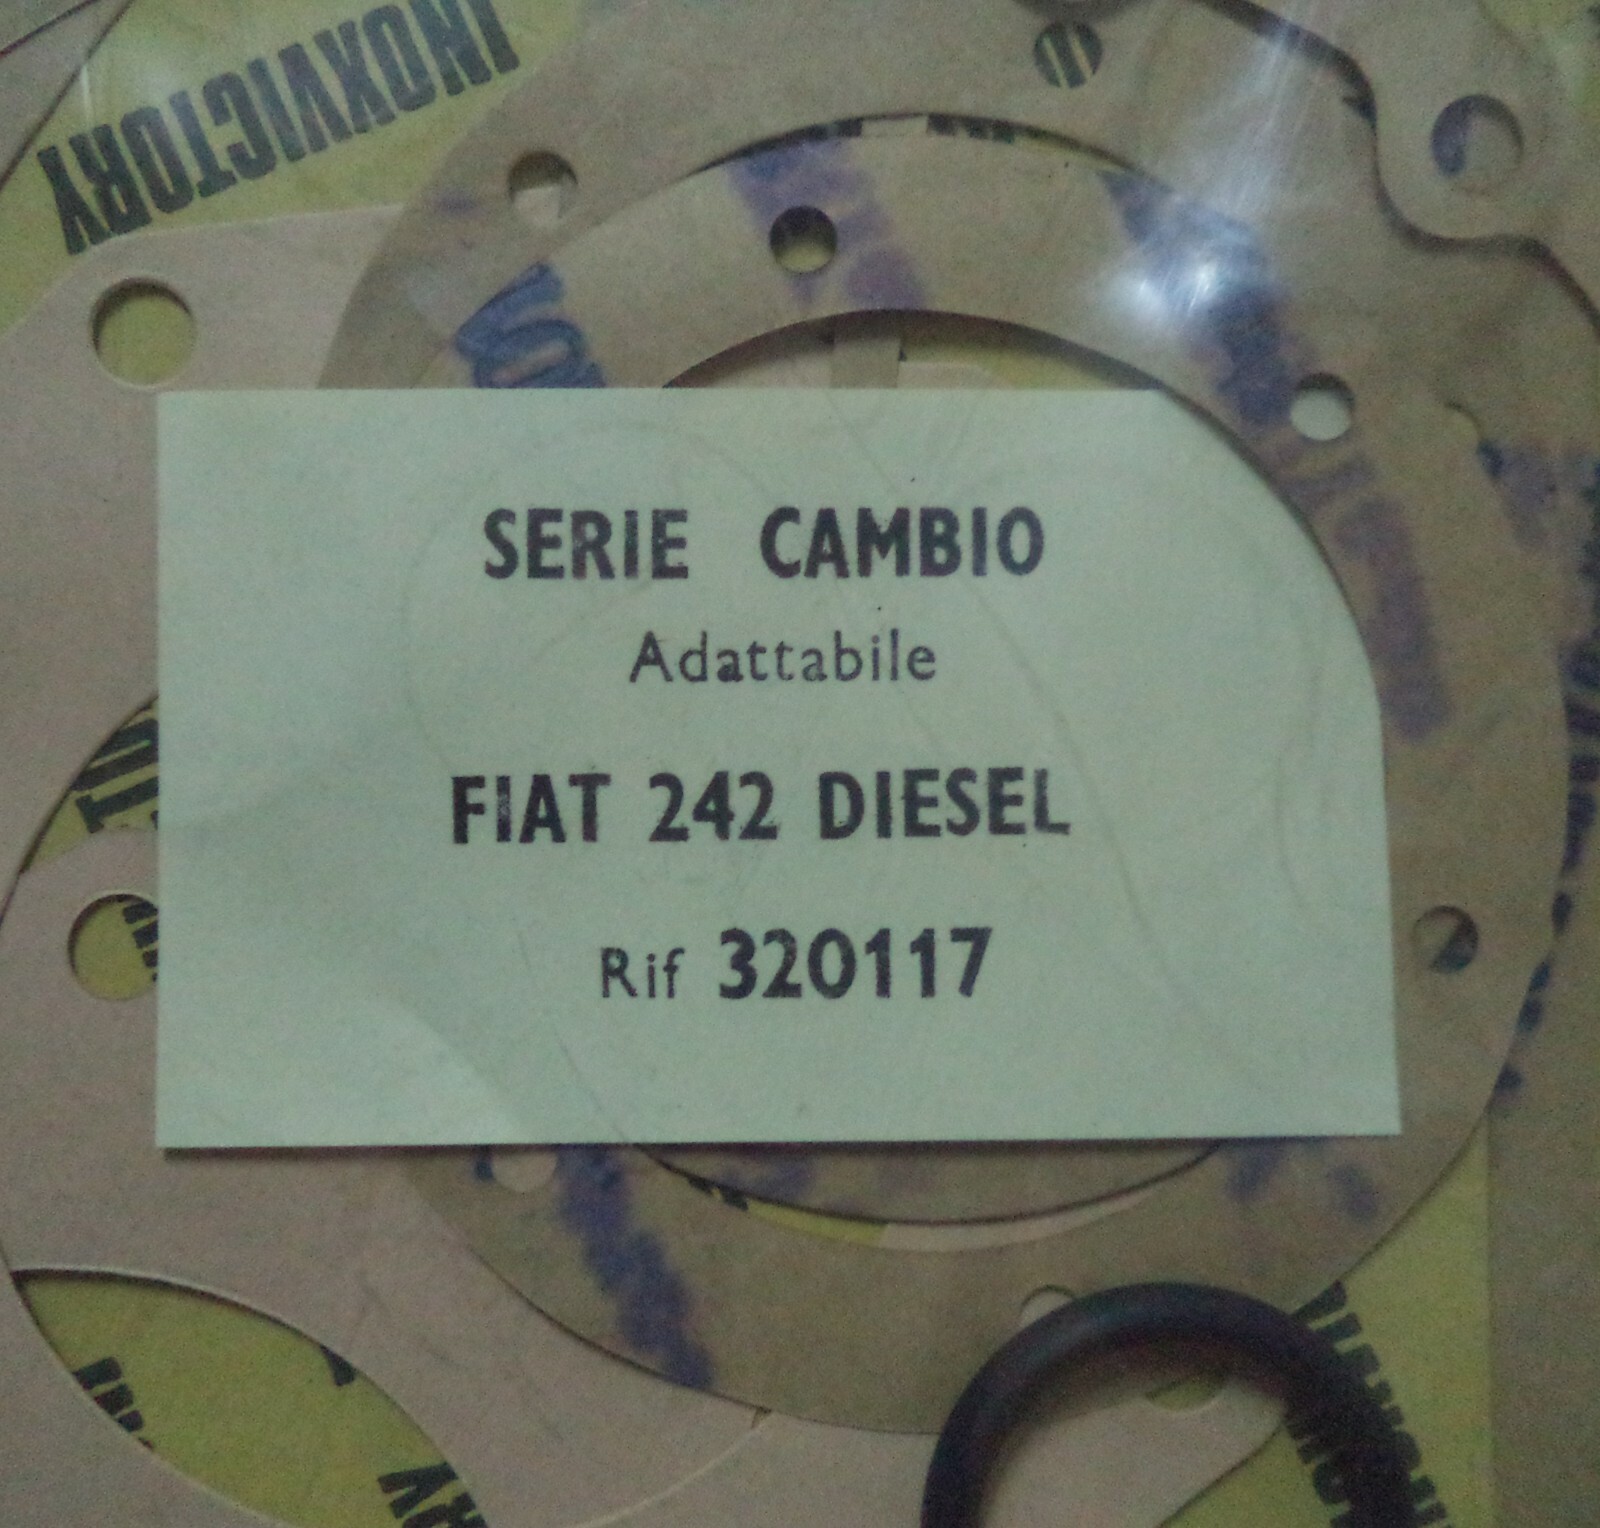 INOXVICTORY
SERIE CAMBIO
Adattabile
FIAT 242 DIESEL
Rif 320117